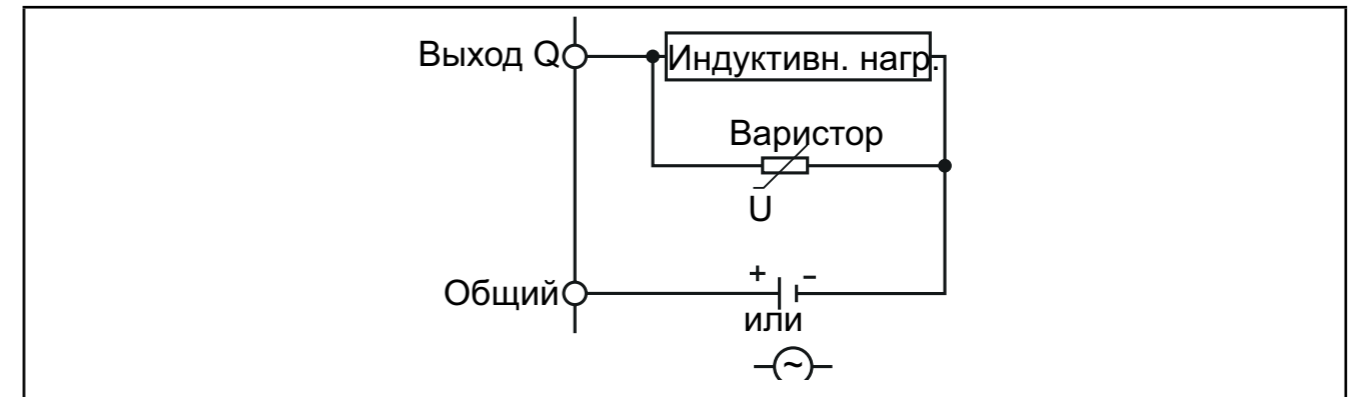 Выход Q
Индуктивн. нагр.
Варистор
U
Общий
+ −
или
~